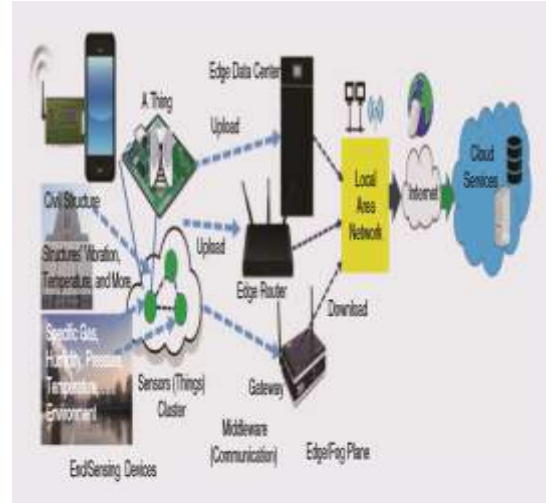 Edge Data Center
A Thing
Upload
Cloud
Services
Local
Area
Network
Internet
Civil Structure
Structures' Vibration,
Temperature, and More
Upload
Edge Router
Download
Specific Gas,
Humidity, Pressure,
Temperature
Environment
Sensors (Things)
Cluster
Gateway
Middleware
(Communication)
Edge/Fog Plane
End/Sensing Devices